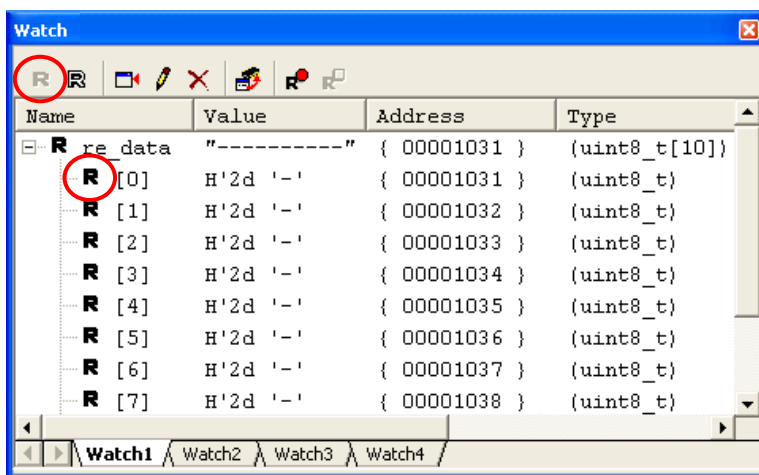 Watch
R R R R
Name Value Address Type
R re_data "----------" { 00001031 } (uint8_t[10])
R [0] H'2d '-' { 00001031 } (uint8_t)
R [1] H'2d '-' { 00001032 } (uint8_t)
R [2] H'2d '-' { 00001033 } (uint8_t)
R [3] H'2d '-' { 00001034 } (uint8_t)
R [4] H'2d '-' { 00001035 } (uint8_t)
R [5] H'2d '-' { 00001036 } (uint8_t)
R [6] H'2d '-' { 00001037 } (uint8_t)
R [7] H'2d '-' { 00001038 } (uint8_t)
Watch1 Watch2 Watch3 Watch4